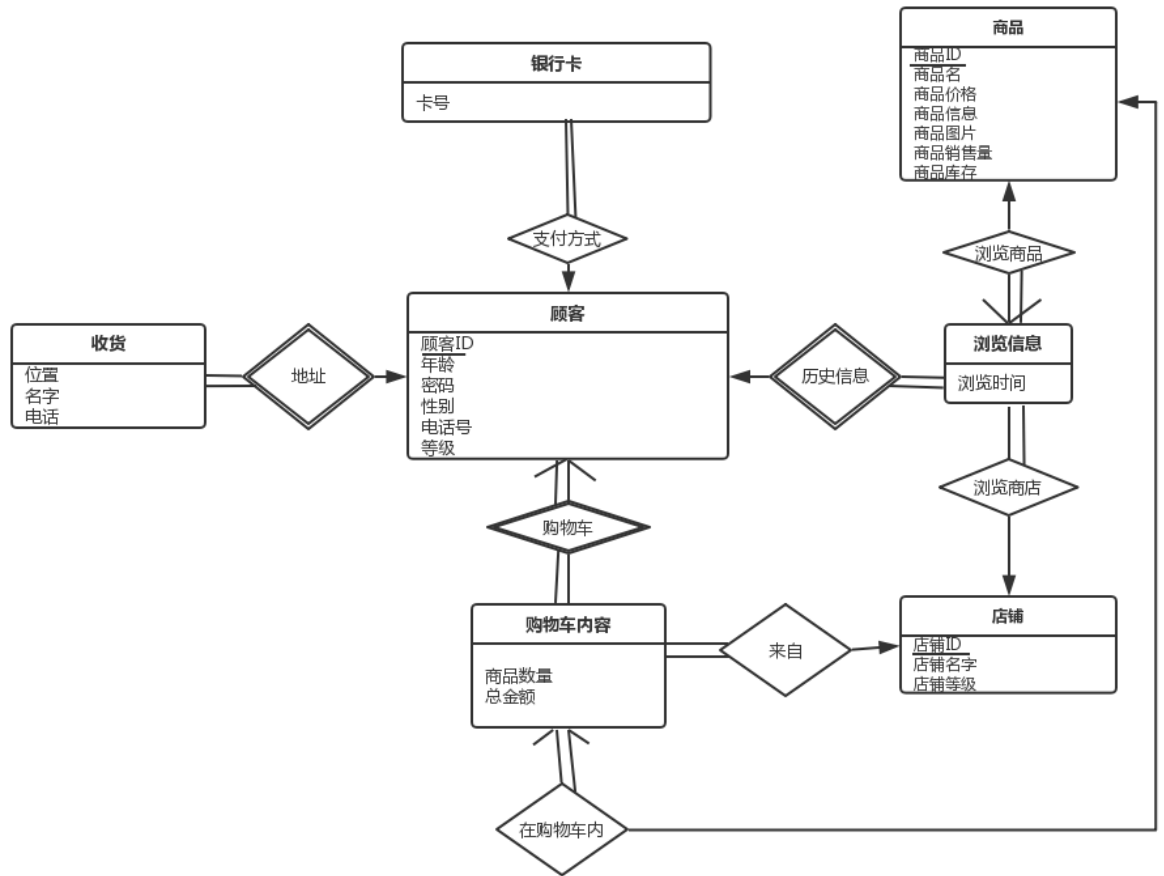 商品
商品ID
商品名
商品价格
商品信息
商品图片
商品销售量
商品库存
银行卡
卡号
支付方式
浏览商品
收货
位置
名字
电话
地址
顾客
顾客ID
年龄
密码
性别
电话号
等级
历史信息
浏览信息
浏览时间
浏览商店
购物车
购物车内容
商品数量
总金额
来自
店铺
店铺ID
店铺名字
店铺等级
在购物车内